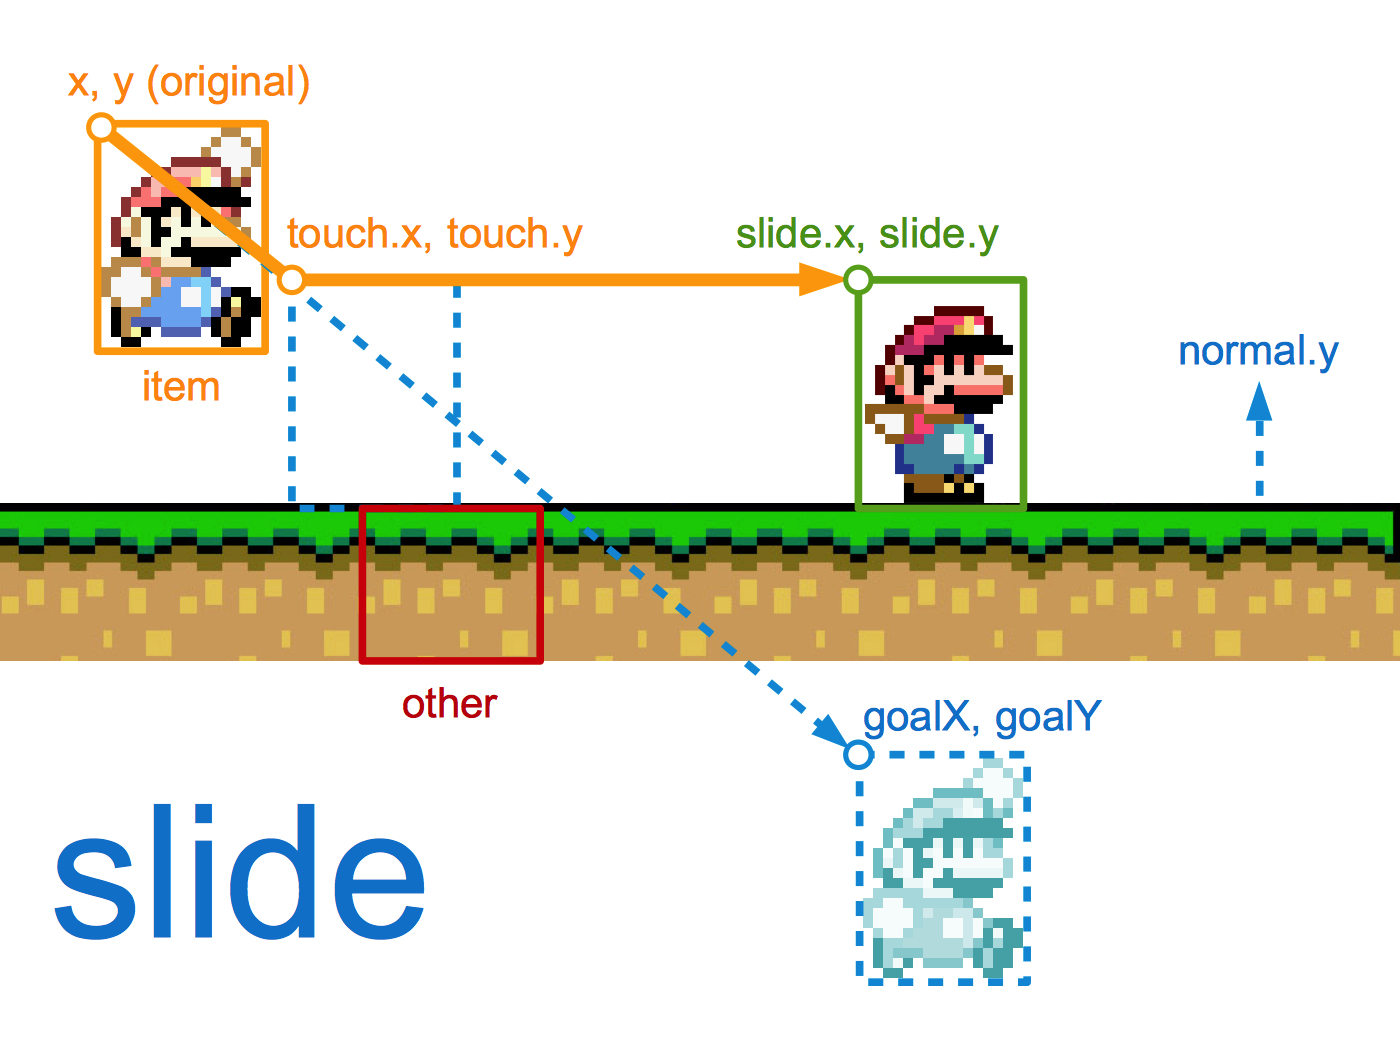 x, y (original)
touch.x, touch.y
slide.x, slide.y
normal.y
item
other
goalX, goalY
slide